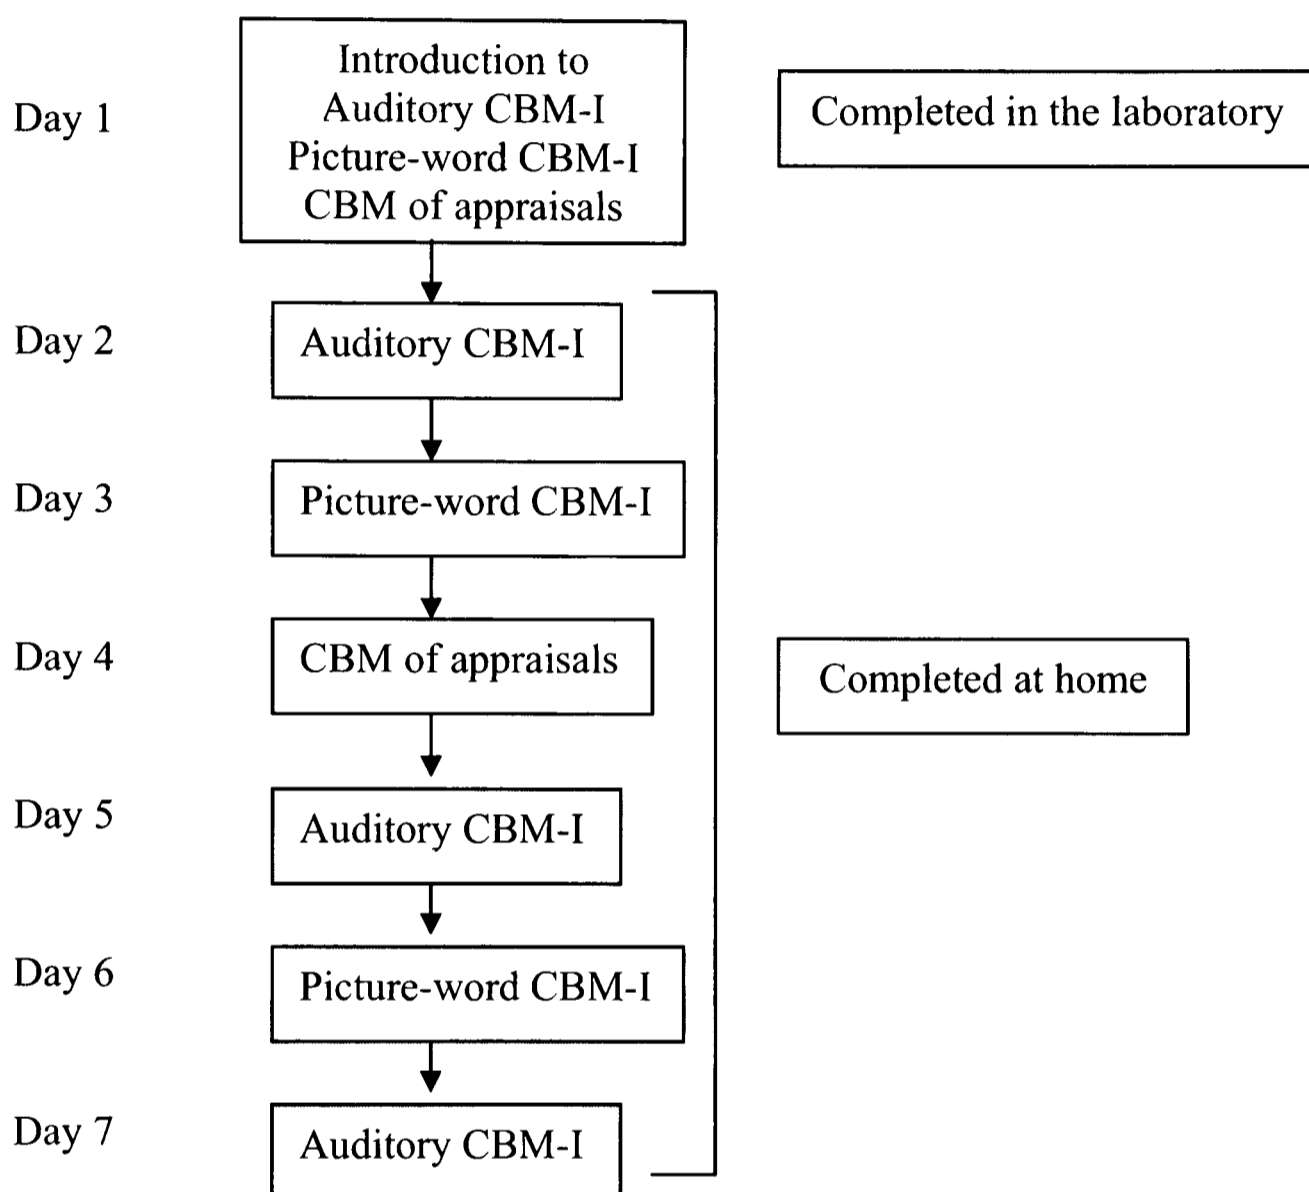 Day 1
Introduction to
Auditory CBM-I
Picture-word CBM-I
CBM of appraisals
Completed in the laboratory
Day 2
Auditory CBM-I
Day 3
Picture-word CBM-I
Day 4
CBM of appraisals
Completed at home
Day 5
Auditory CBM-I
Day 6
Picture-word CBM-I
Day 7
Auditory CBM-I